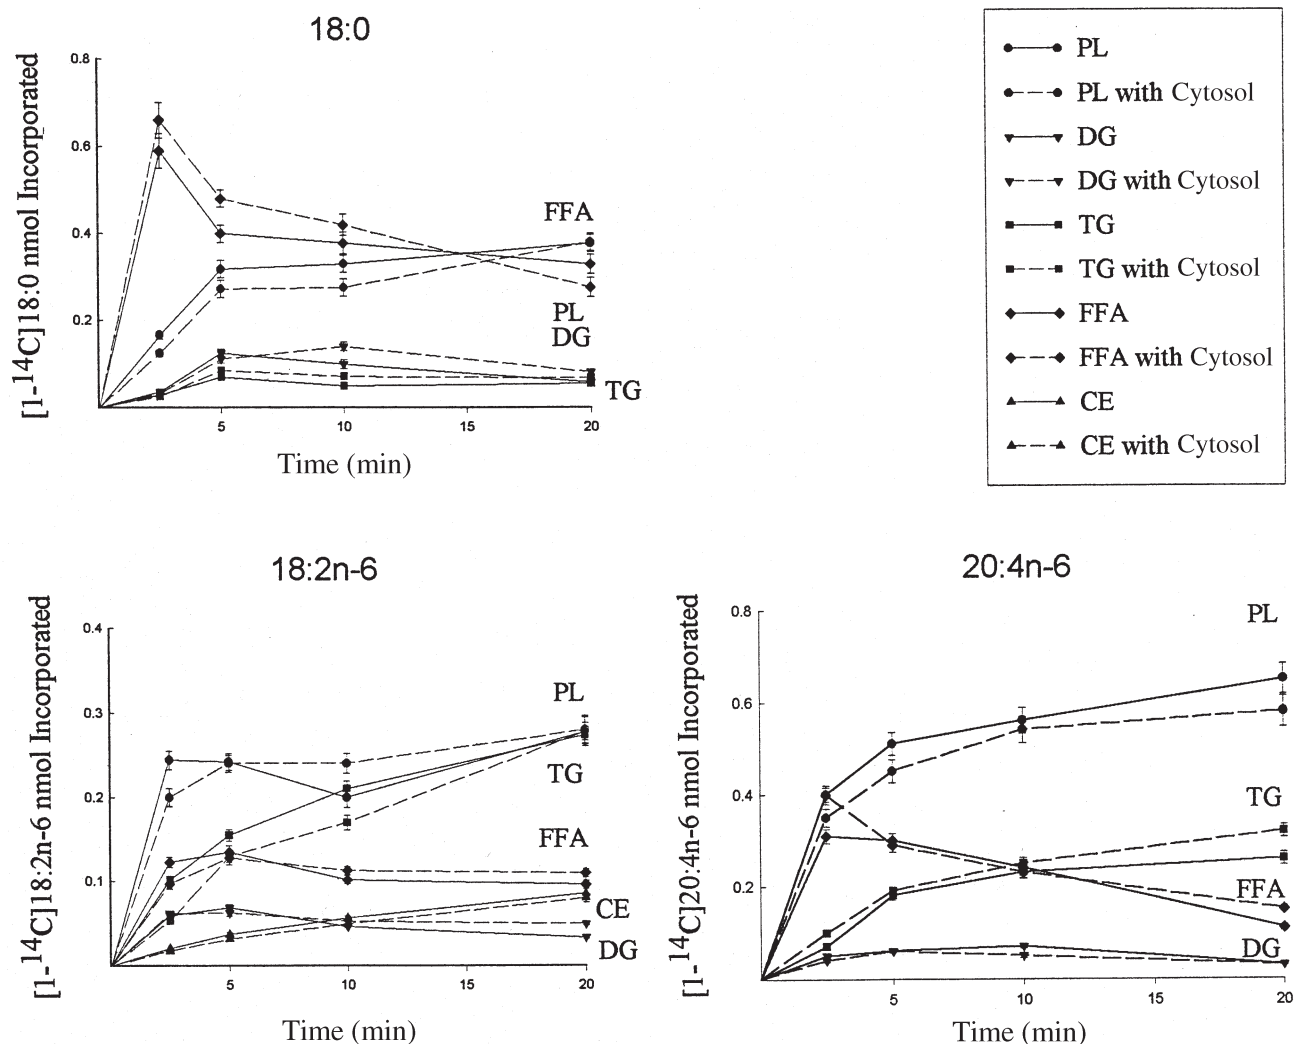 18:0
[1-14C]18:0 nmol Incorporated
0.8
0.6
0.4
0.2
5
10
15
20
Time (min)
FFA
PL
DG
TG
PL
PL with Cytosol
DG
DG with Cytosol
TG
TG with Cytosol
FFA
FFA with Cytosol
CE
CE with Cytosol
18:2n-6
[1-14C]18:2n-6 nmol Incorporated
0.4
0.3
0.2
0.1
5
10
15
20
Time (min)
PL
TG
FFA
CE
DG
20:4n-6
[1-14C]20:4n-6 nmol Incorporated
0.8
0.6
0.4
0.2
5
10
15
20
Time (min)
PL
TG
FFA
DG